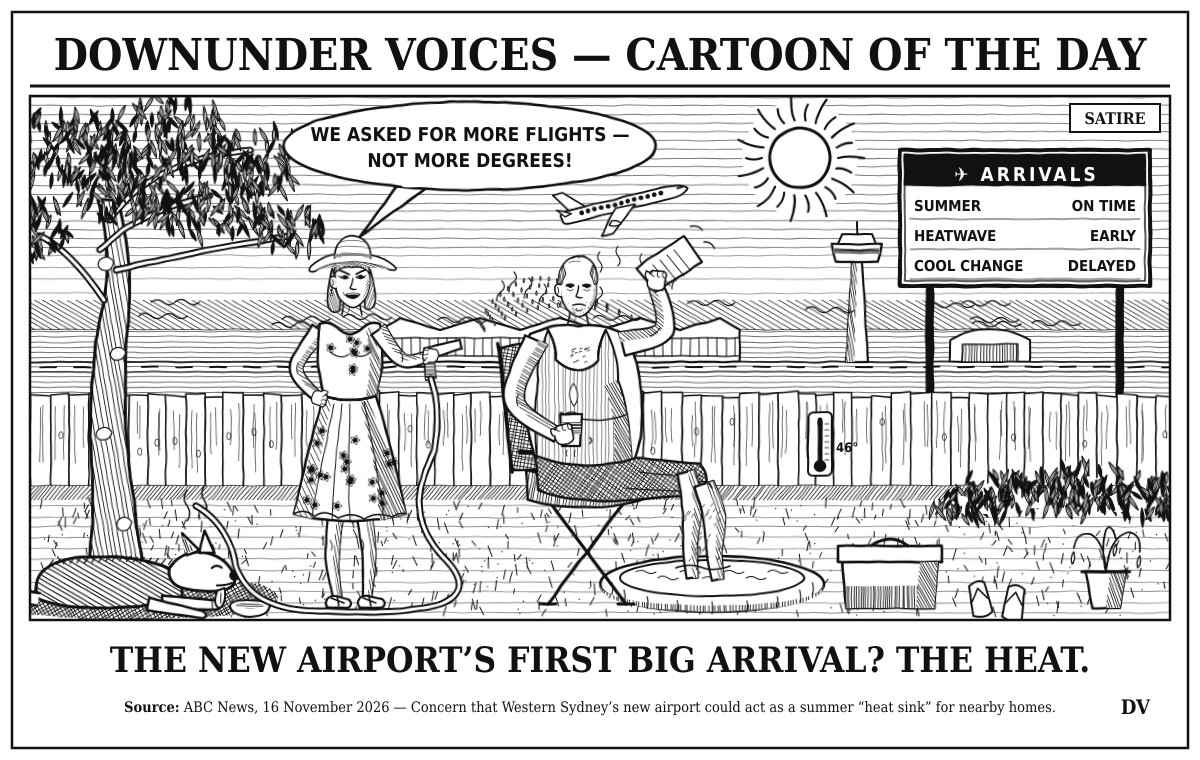 DOWNUNDER VOICES — CARTOON OF THE DAY
SATIRE
WE ASKED FOR MORE FLIGHTS —
NOT MORE DEGREES!
✈ ARRIVALS
SUMMER ON TIME
HEATWAVE EARLY
COOL CHANGE DELAYED
46°
THE NEW AIRPORT’S FIRST BIG ARRIVAL? THE HEAT.
Source: ABC News, 16 November 2026 — Concern that Western Sydney’s new airport could act as a summer “heat sink” for nearby homes.
DV